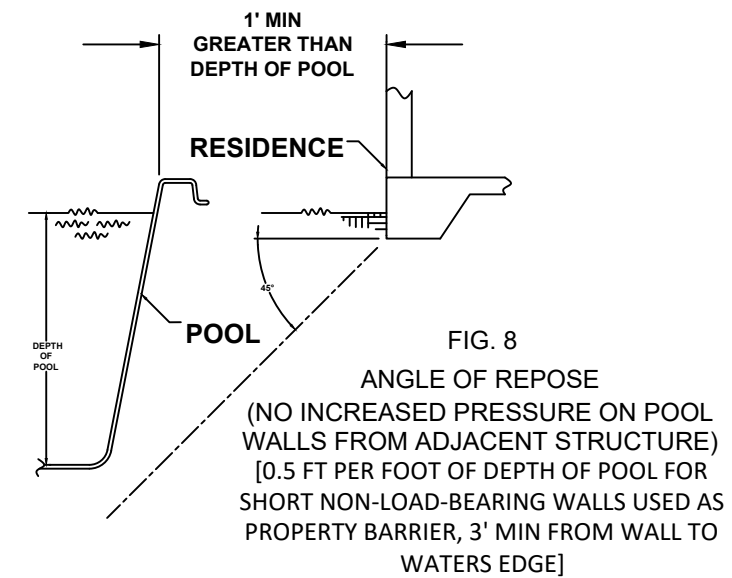 1' MIN
GREATER THAN
DEPTH OF POOL
RESIDENCE
45°
POOL
DEPTH
OF
POOL
FIG. 8
ANGLE OF REPOSE
(NO INCREASED PRESSURE ON POOL
WALLS FROM ADJACENT STRUCTURE)
[0.5 FT PER FOOT OF DEPTH OF POOL FOR
SHORT NON-LOAD-BEARING WALLS USED AS
PROPERTY BARRIER, 3' MIN FROM WALL TO
WATERS EDGE]